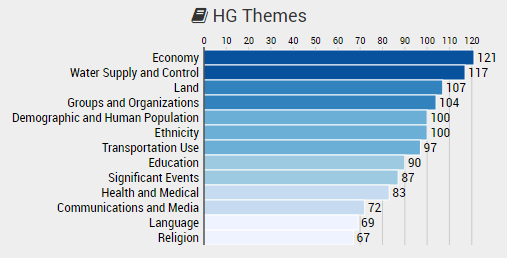 HG Themes
0 10 20 30 40 50 60 70 80 90 100 110 120
Economy 121
Water Supply and Control 117
Land 107
Groups and Organizations 104
Demographic and Human Population 100
Ethnicity 100
Transportation Use 97
Education 90
Significant Events 87
Health and Medical 83
Communications and Media 72
Language 69
Religion 67